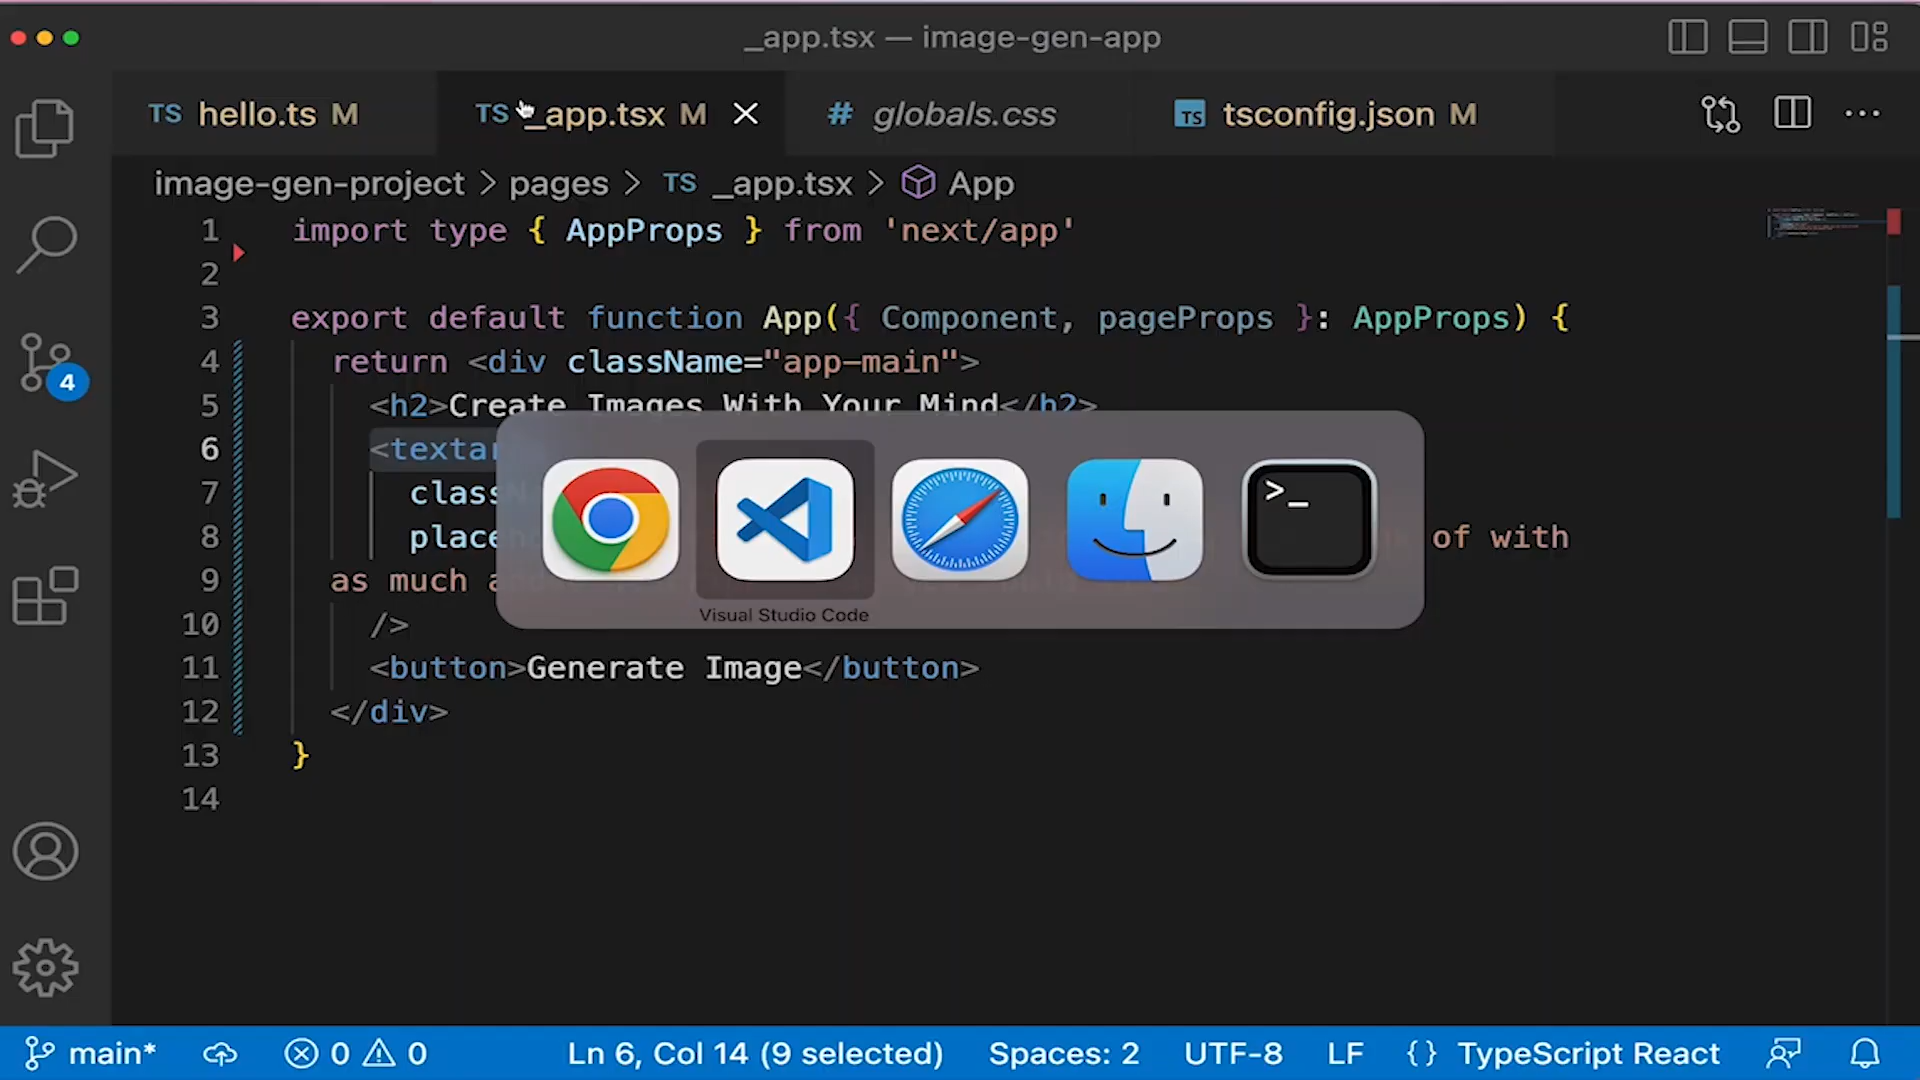 _app.tsx — image-gen-app
TS hello.ts M
TS _app.tsx M
# globals.css
TS tsconfig.json M
image-gen-project > pages > TS _app.tsx > App
1 import type { AppProps } from 'next/app'
2
3 export default function App({ Component, pageProps }: AppProps) {
4 return <div className="app-main">
5 <h2>Create Images With Your Mind</h2>
6
7
8 of with
9 as much
10 />
11 <button>Generate Image</button>
12 </div>
13 }
14
4
>_
Visual Studio Code
main*
0 0
Ln 6, Col 14 (9 selected)
Spaces: 2
UTF-8
LF
{ } TypeScript React